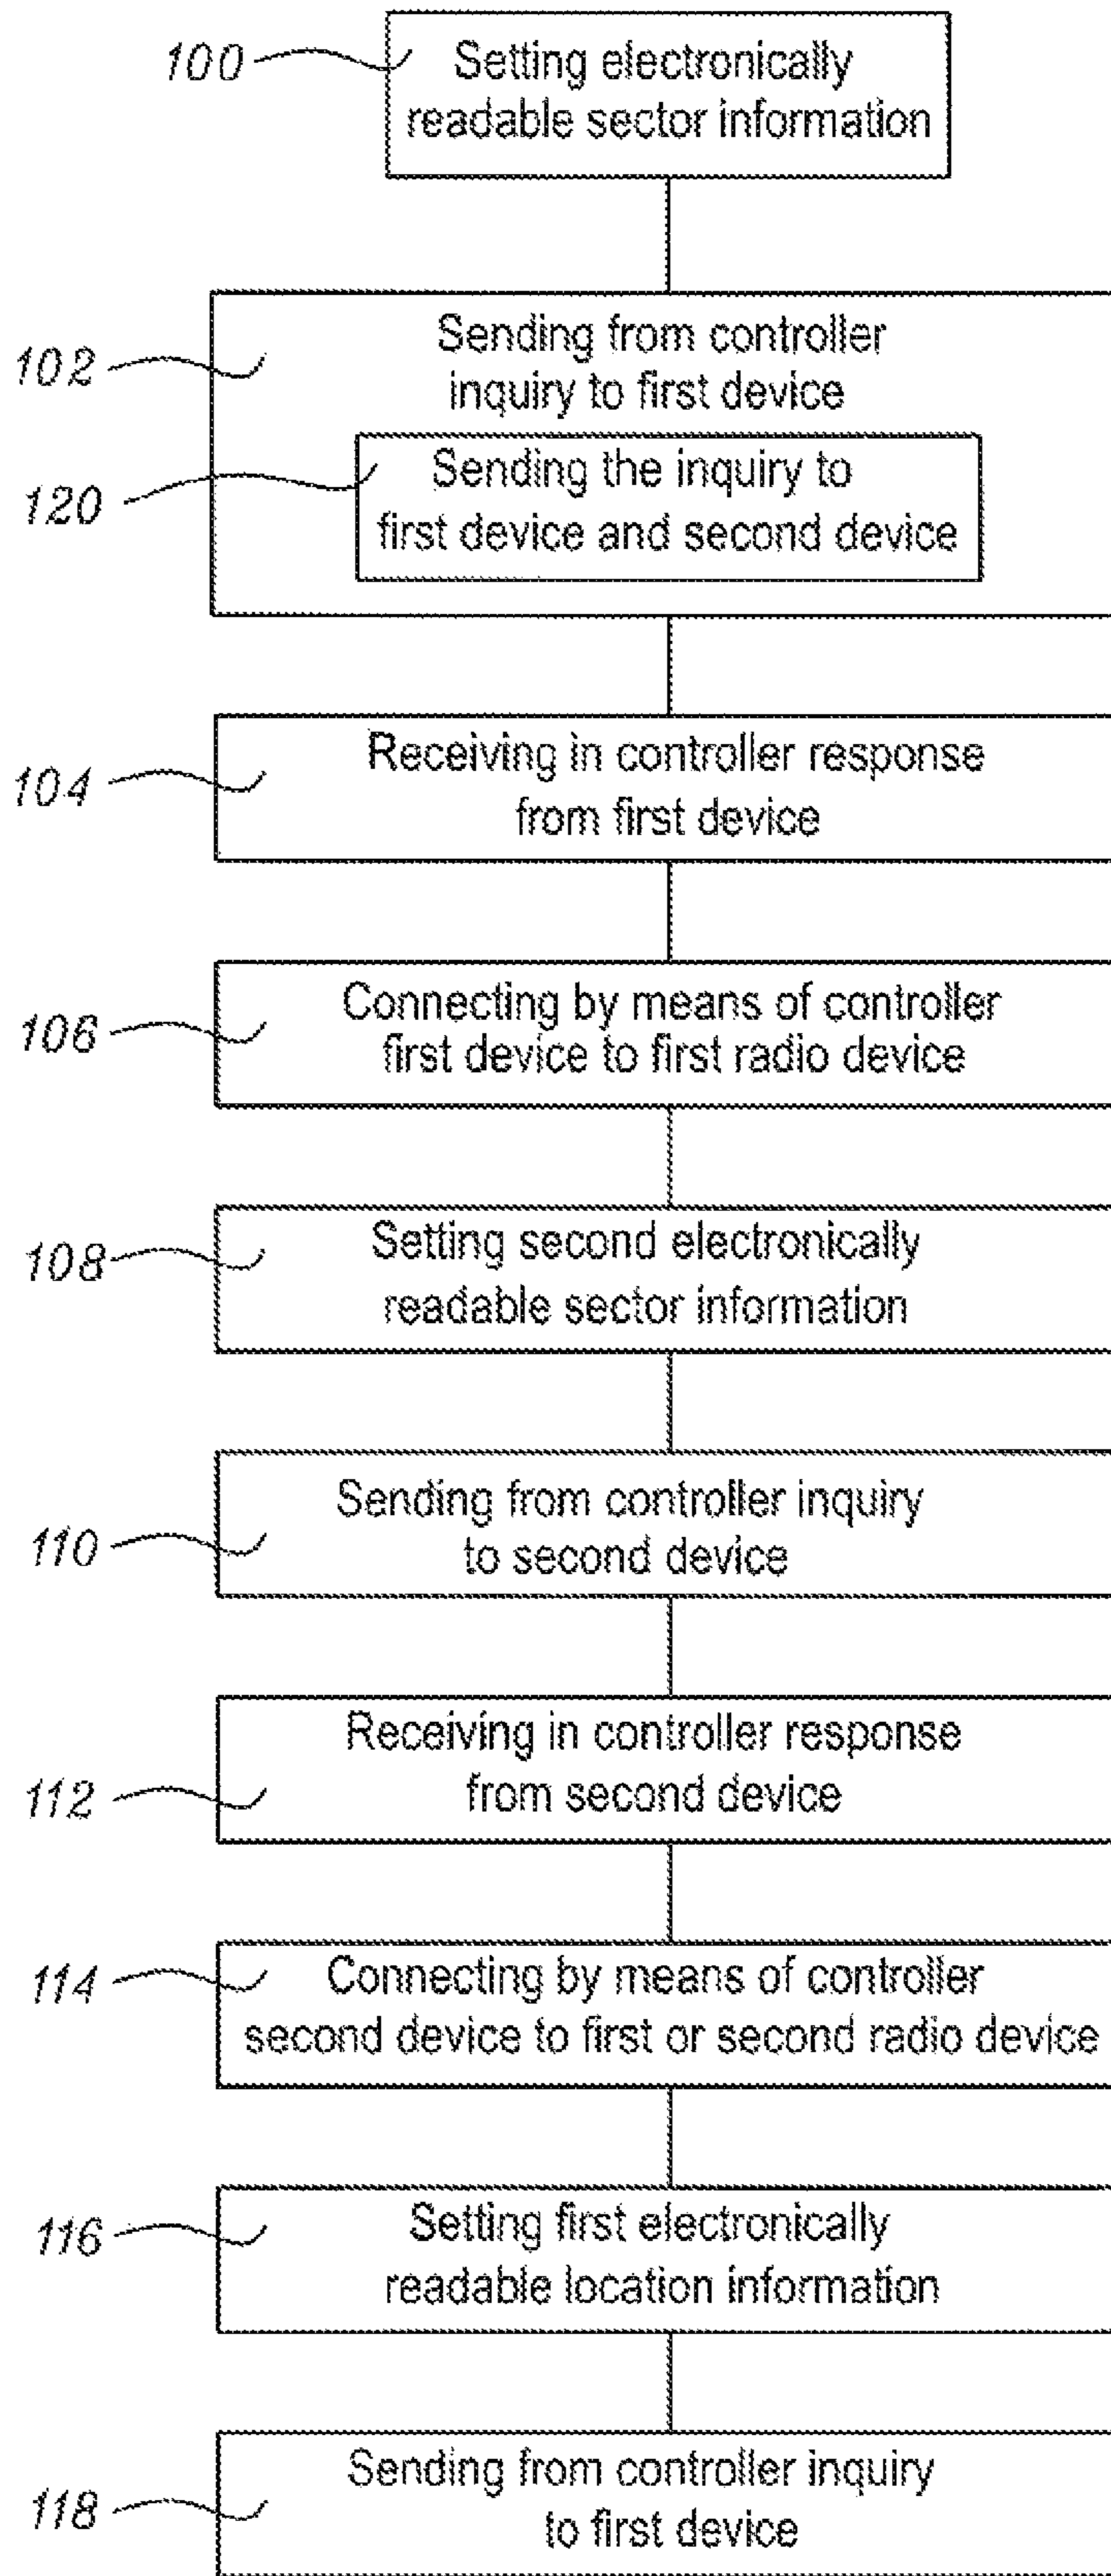 100
Setting electronically
readable sector information
102
Sending from controller
inquiry to first device
120
Sending the inquiry to
first device and second device
104
Receiving in controller response
from first device
106
Connecting by means of controller
first device to first radio device
108
Setting second electronically
readable sector information
110
Sending from controller inquiry
to second device
112
Receiving in controller response
from second device
114
Connecting by means of controller
second device to first or second radio device
116
Setting first electronically
readable location information
118
Sending from controller inquiry
to first device